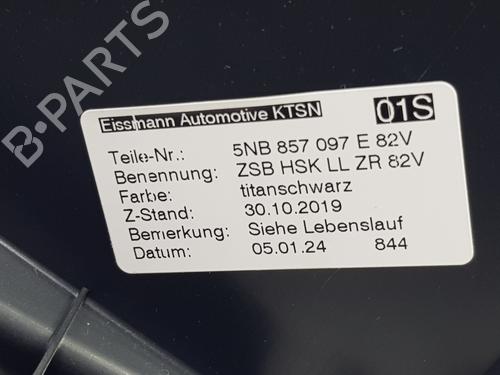 B-PARTS
Eissmann Automotive KTSN 01S
Teile-Nr.: 5NB 857 097 E 82V
Benennung: ZSB HSK LL ZR 82V
Farbe: titanschwarz
Z-Stand: 30.10.2019
Bemerkung: Siehe Lebenslauf
Datum: 05.01.24 844